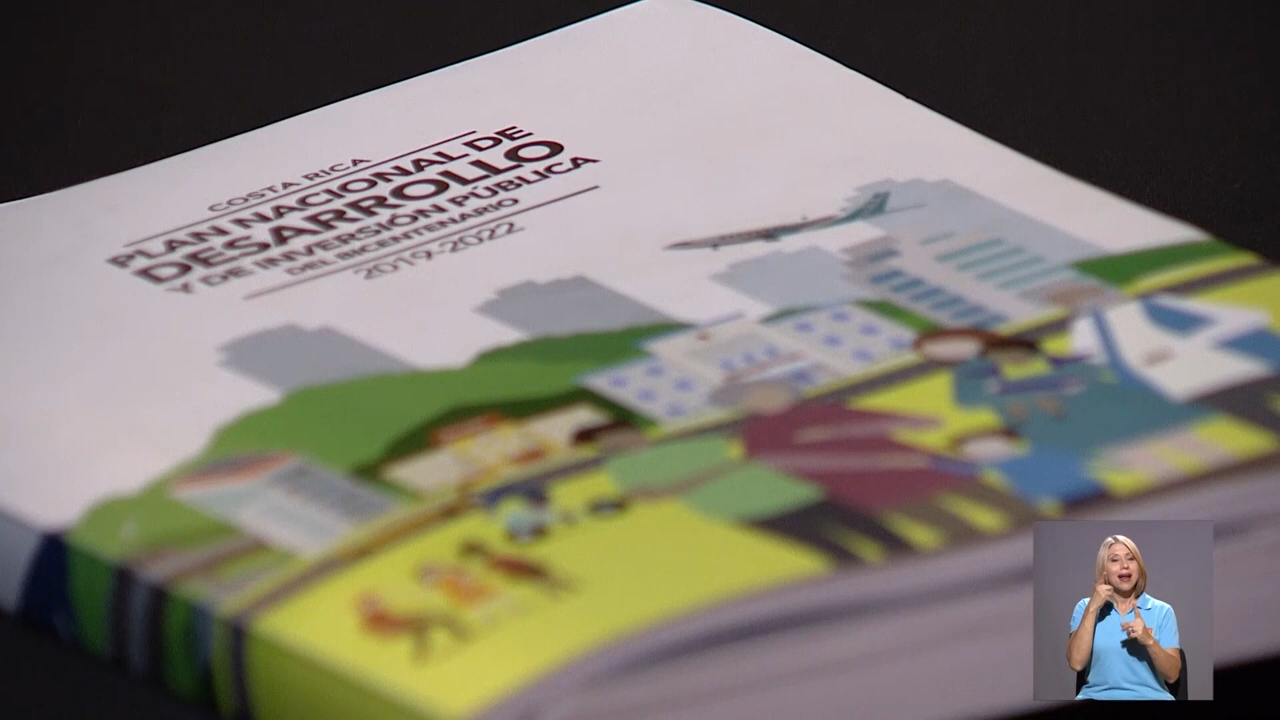 COSTA RICA
PLAN NACIONAL DE
DESARROLLO
Y DE INVERSIÓN PÚBLICA
DEL BICENTENARIO
2019-2022